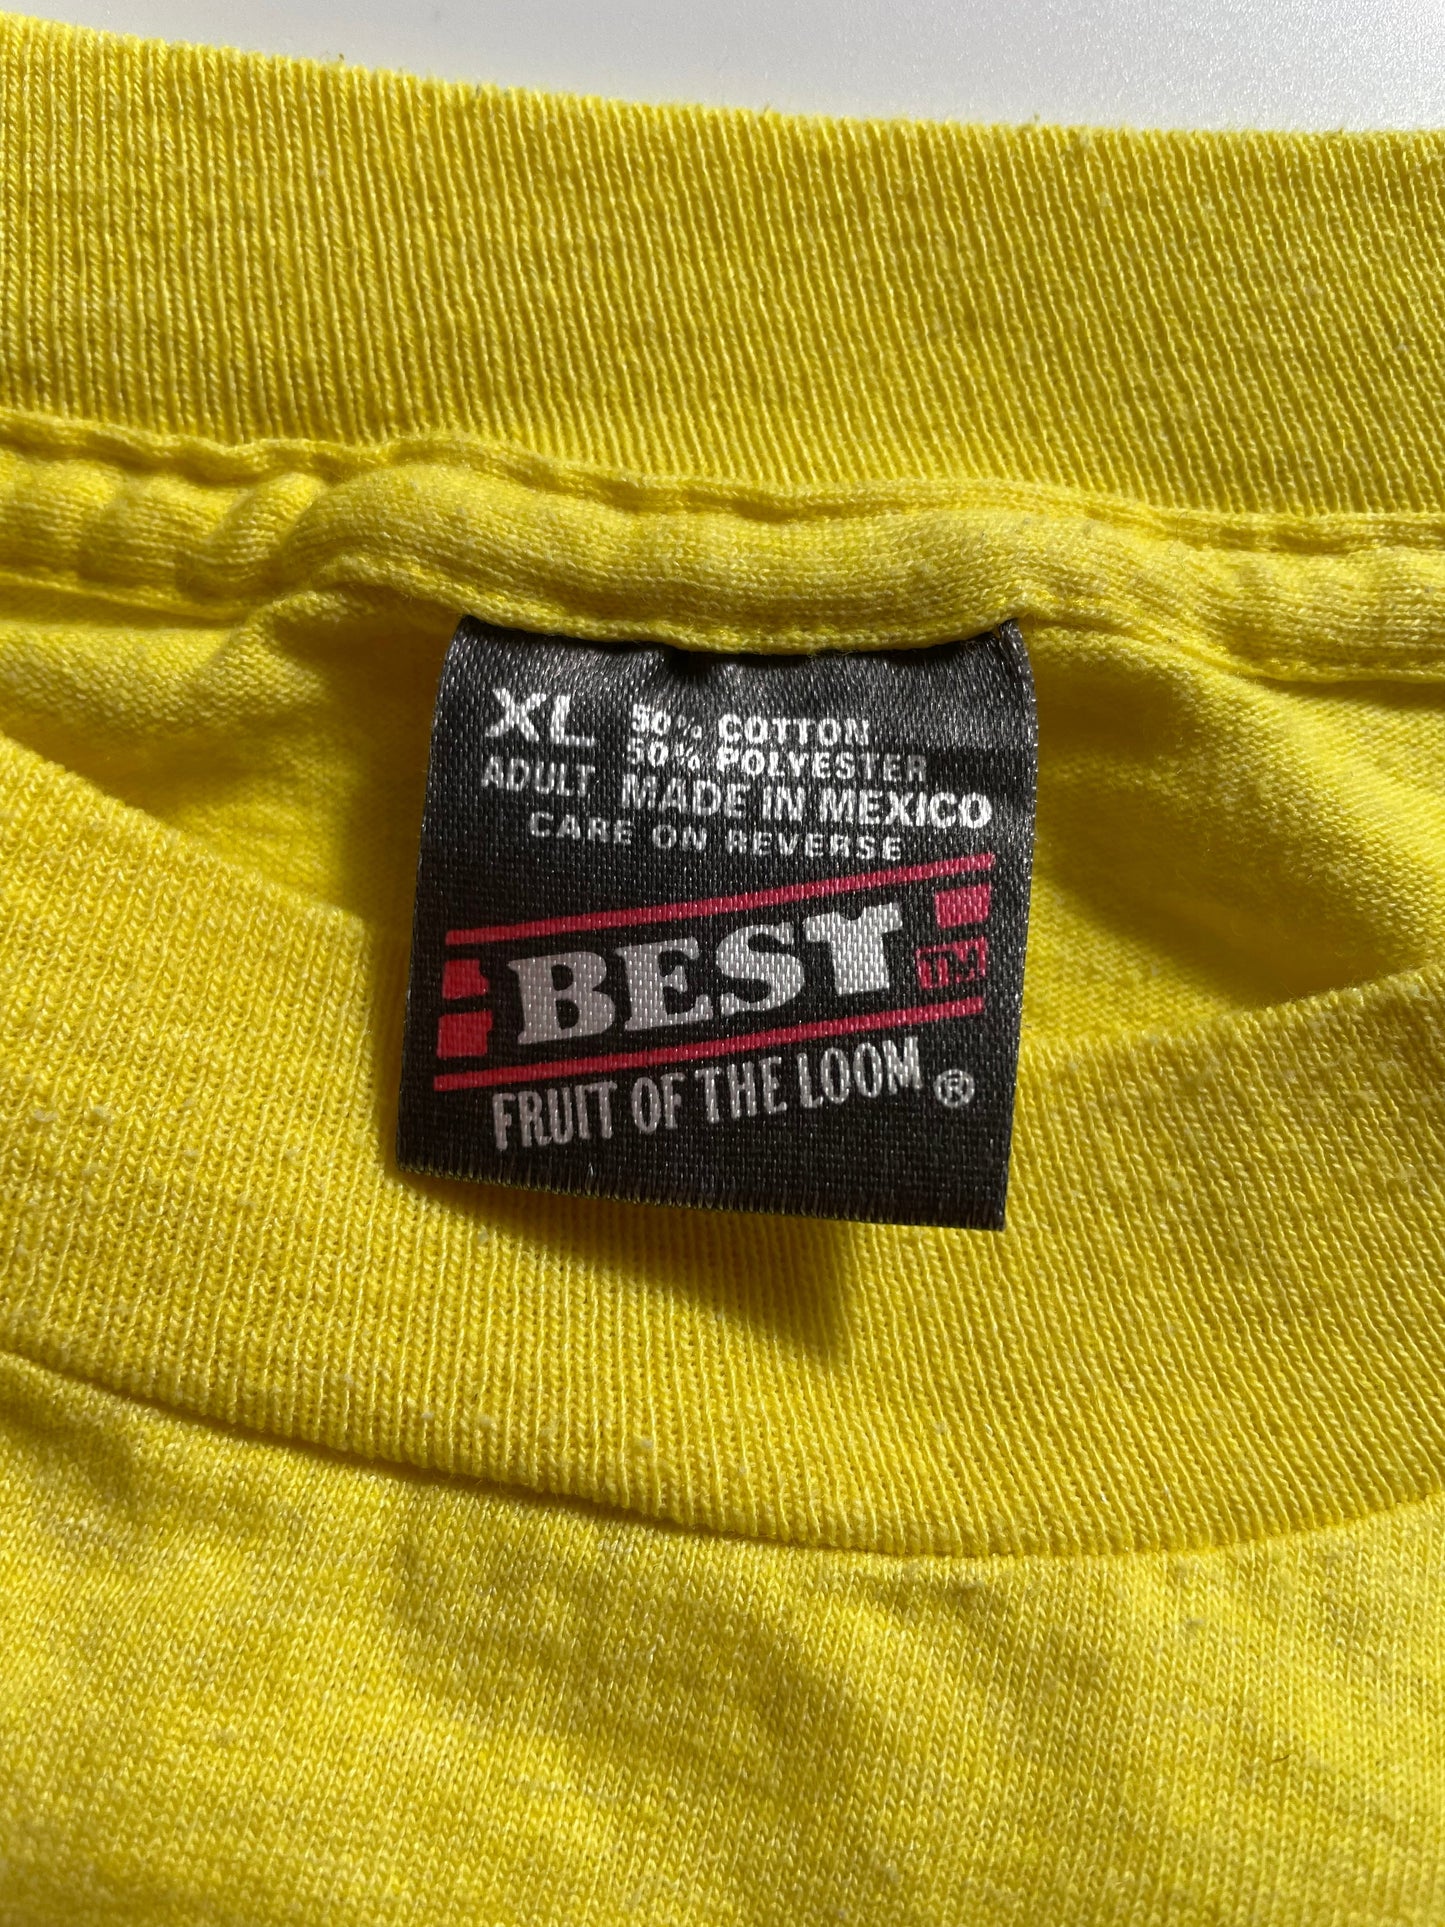 XL 50% COTTON
50% POLYESTER
ADULT MADE IN MEXICO
CARE ON REVERSE
BEST TM
FRUIT OF THE LOOM ®